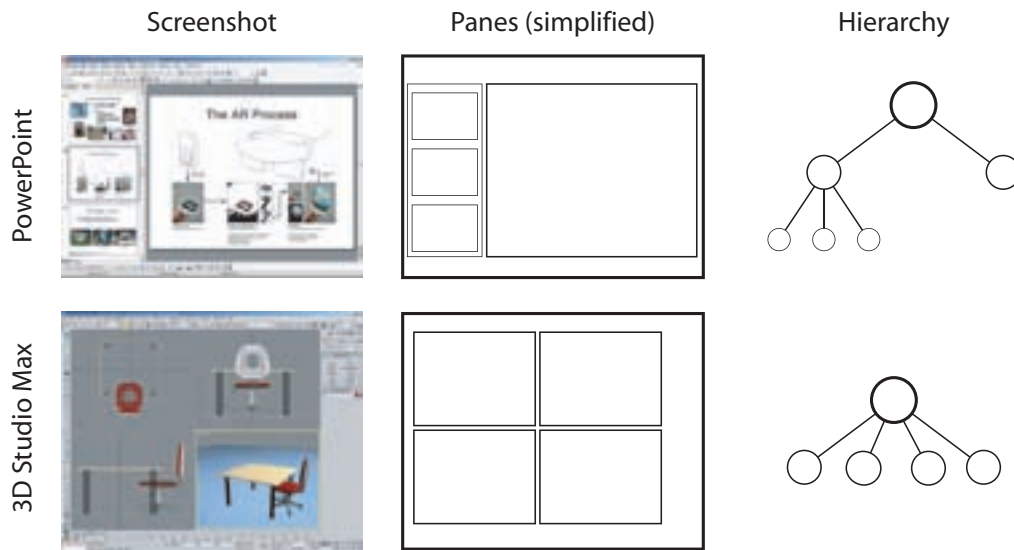 Screenshot
Panes (simplified)
Hierarchy
PowerPoint
The AR Process
3D Studio Max